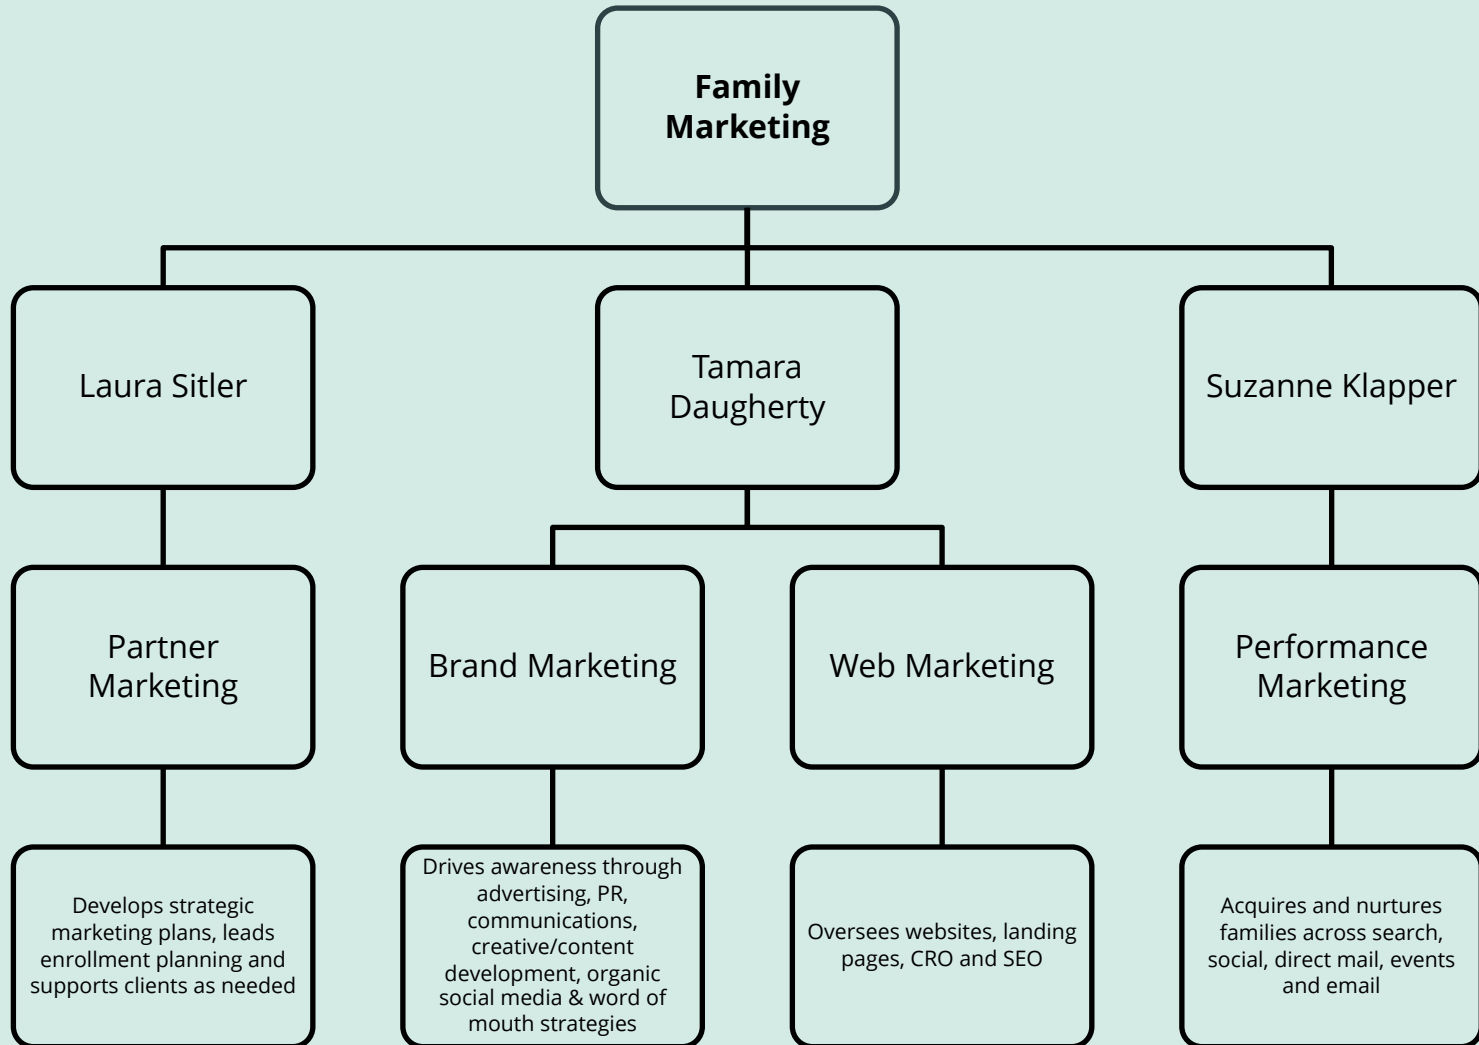 Family
Marketing
Laura Sitler
Tamara
Daugherty
Suzanne Klapper
Partner
Marketing
Brand Marketing
Web Marketing
Performance
Marketing
Develops strategic
marketing plans, leads
enrollment planning and
supports clients as needed
Drives awareness through
advertising, PR,
communications,
creative/content
development, organic
social media & word of
mouth strategies
Oversees websites, landing
pages, CRO and SEO
Acquires and nurtures
families across search,
social, direct mail, events
and email